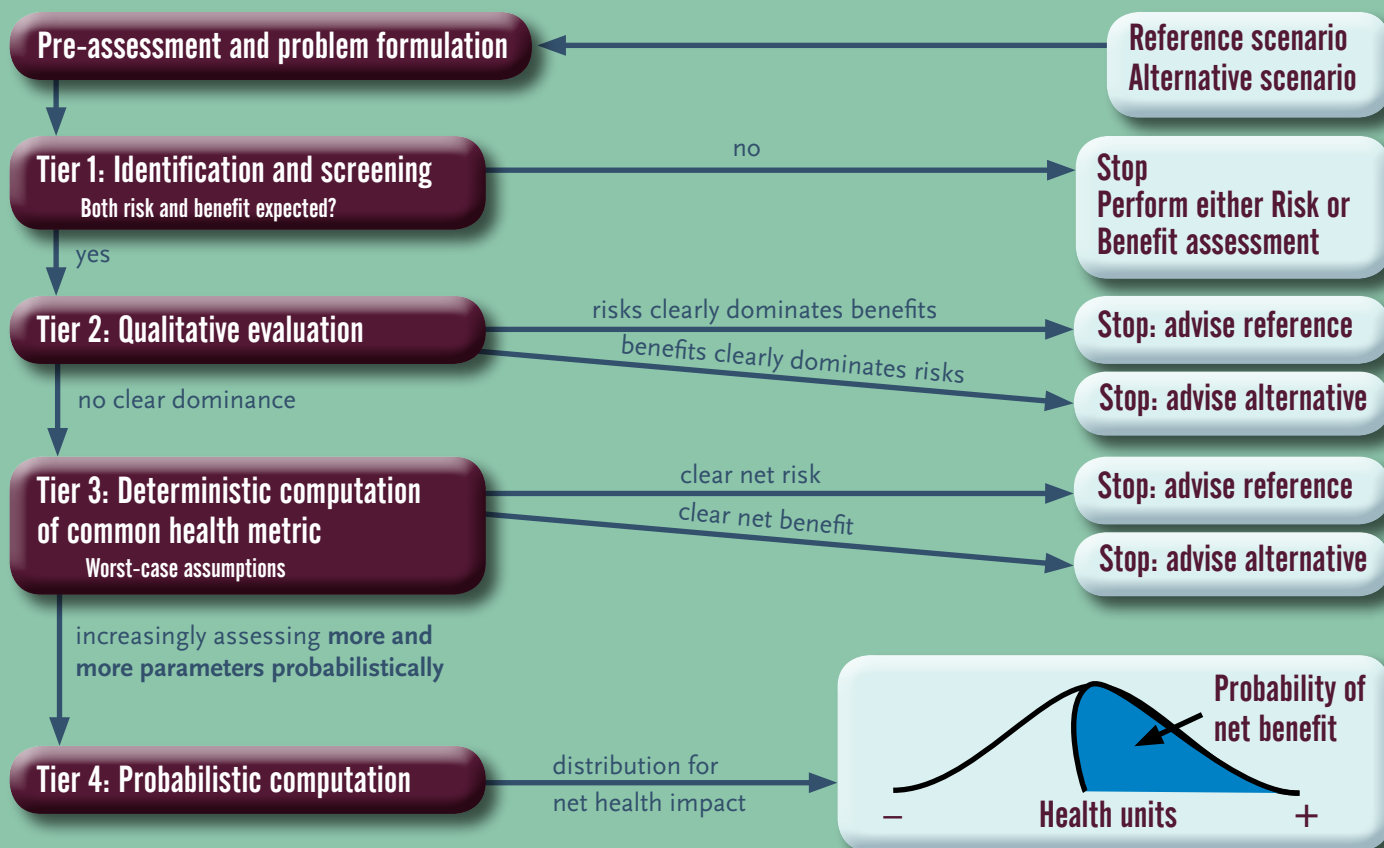 Pre-assessment and problem formulation
Reference scenario
Alternative scenario
Tier 1: Identification and screening
Both risk and benefit expected?
no
Stop
Perform either Risk or
Benefit assessment
yes
Tier 2: Qualitative evaluation
risks clearly dominates benefits
Stop: advise reference
benefits clearly dominates risks
Stop: advise alternative
no clear dominance
Tier 3: Deterministic computation
of common health metric
Worst-case assumptions
clear net risk
Stop: advise reference
clear net benefit
Stop: advise alternative
increasingly assessing more and
more parameters probabilistically
Tier 4: Probabilistic computation
distribution for
net health impact
Probability of
net benefit
– Health units +